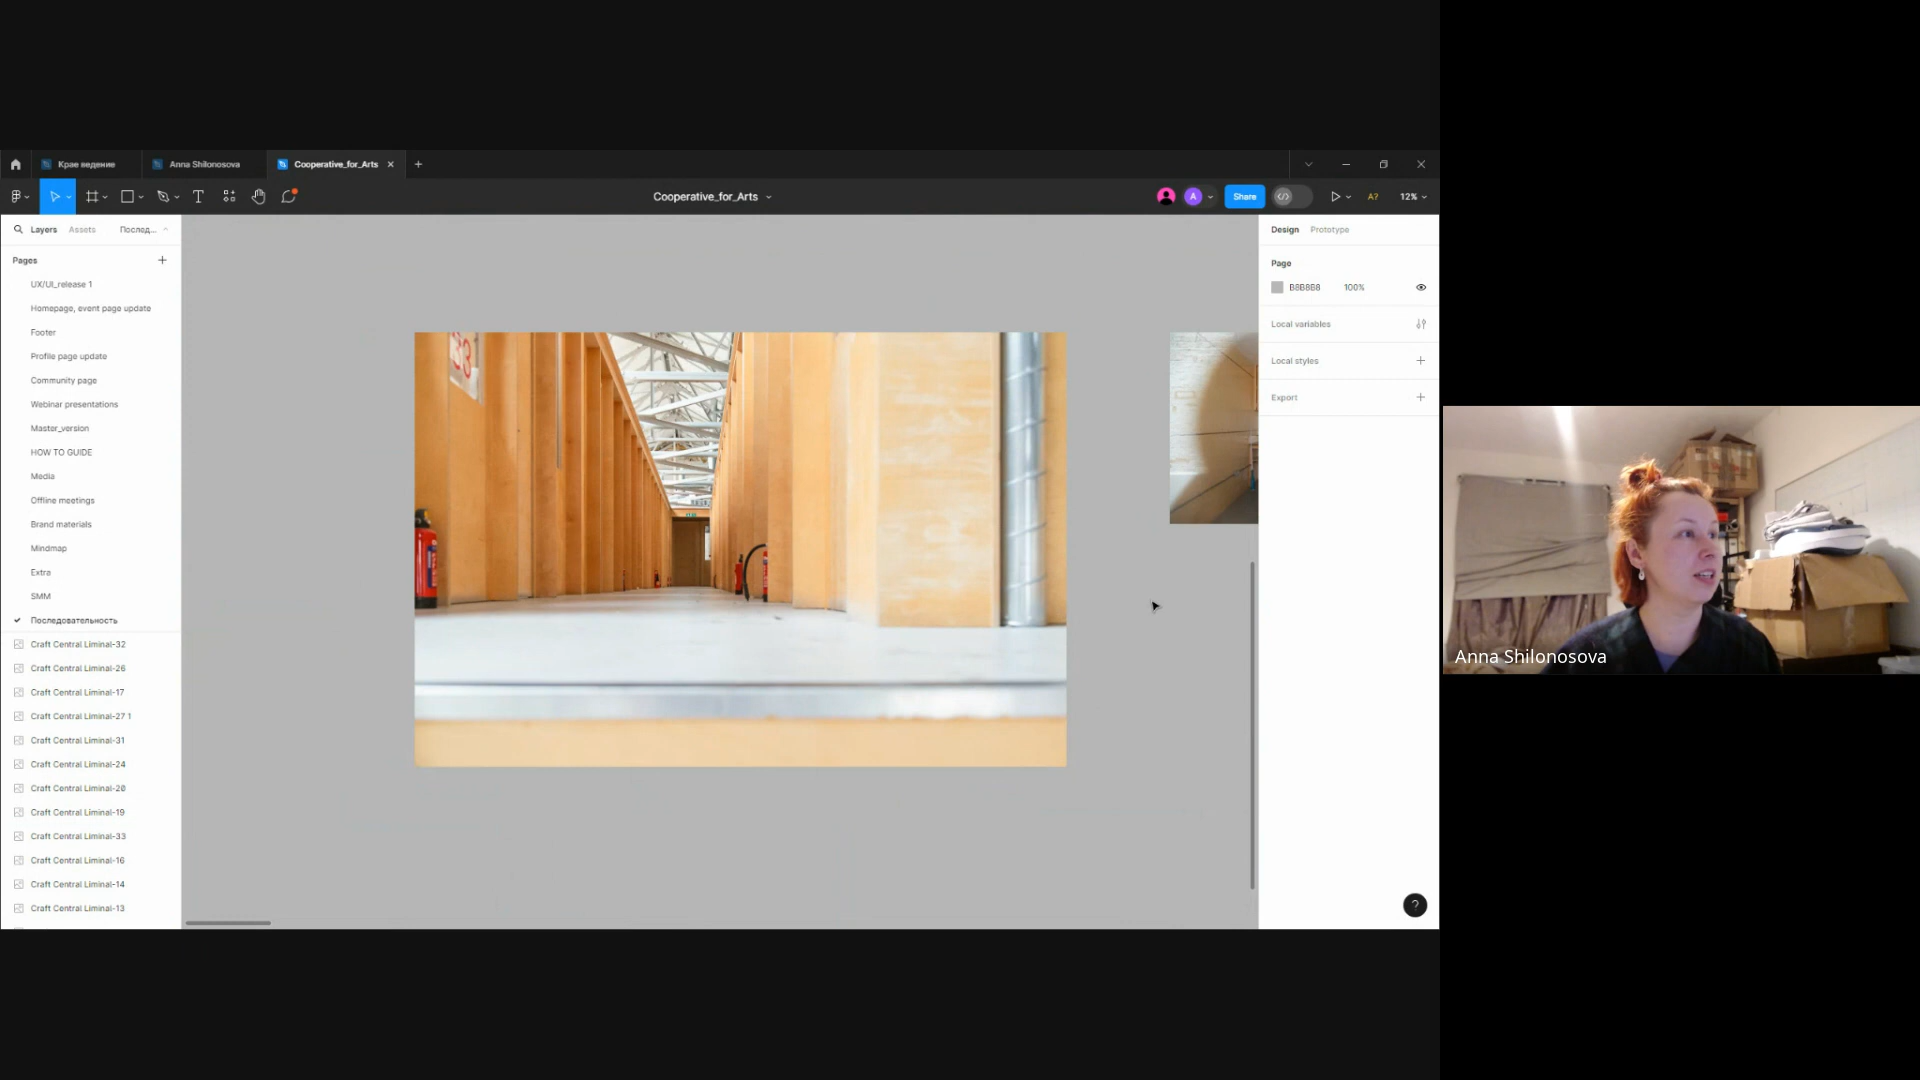 Крае ведение
Anna Shilonosova
Cooperative_for_Arts
Cooperative_for_Arts
A
Share
A?
12%
Layers
Assets
Послед...
Design
Prototype
Pages
Page
UX/UI_release 1
B8B8B8
100%
Homepage, event page update
Local variables
Footer
Profile page update
Local styles
33
Community page
Export
Webinar presentations
Master_version
HOW TO GUIDE
Media
Offline meetings
Brand materials
Mindmap
Extra
SMM
Последовательность
Craft Central Liminal-32
Anna Shilonosova
Craft Central Liminal-26
Craft Central Liminal-17
Craft Central Liminal-27 1
Craft Central Liminal-31
Craft Central Liminal-24
Craft Central Liminal-20
Craft Central Liminal-19
Craft Central Liminal-33
Craft Central Liminal-16
Craft Central Liminal-14
Craft Central Liminal-13
?